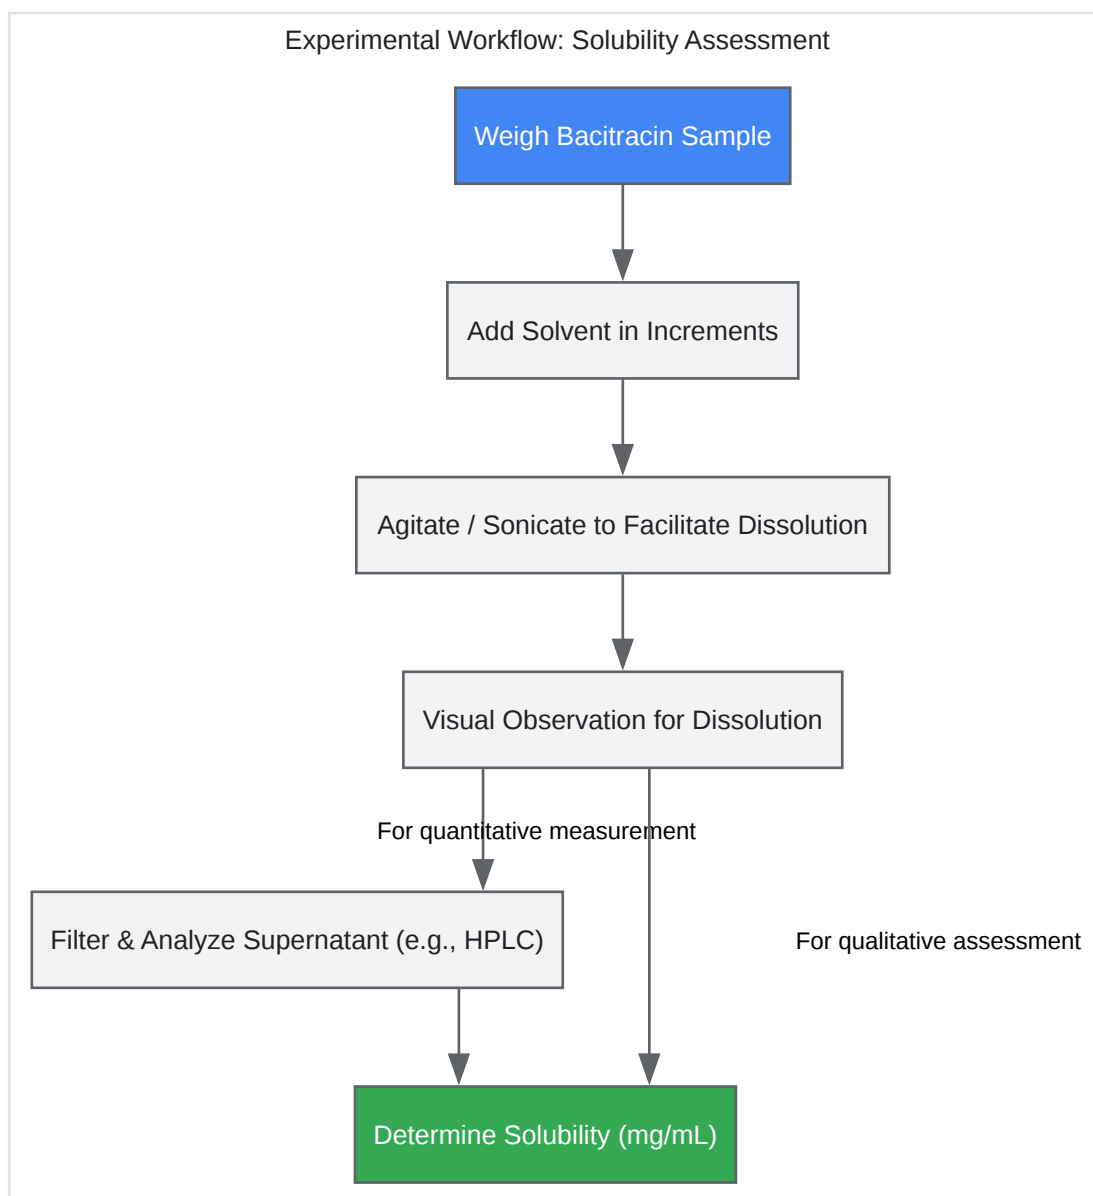 Experimental Workflow: Solubility Assessment
Weigh Bacitracin Sample
Add Solvent in Increments
Agitate / Sonicate to Facilitate Dissolution
Visual Observation for Dissolution
For quantitative measurement
Filter & Analyze Supernatant (e.g., HPLC)
For qualitative assessment
Determine Solubility (mg/mL)